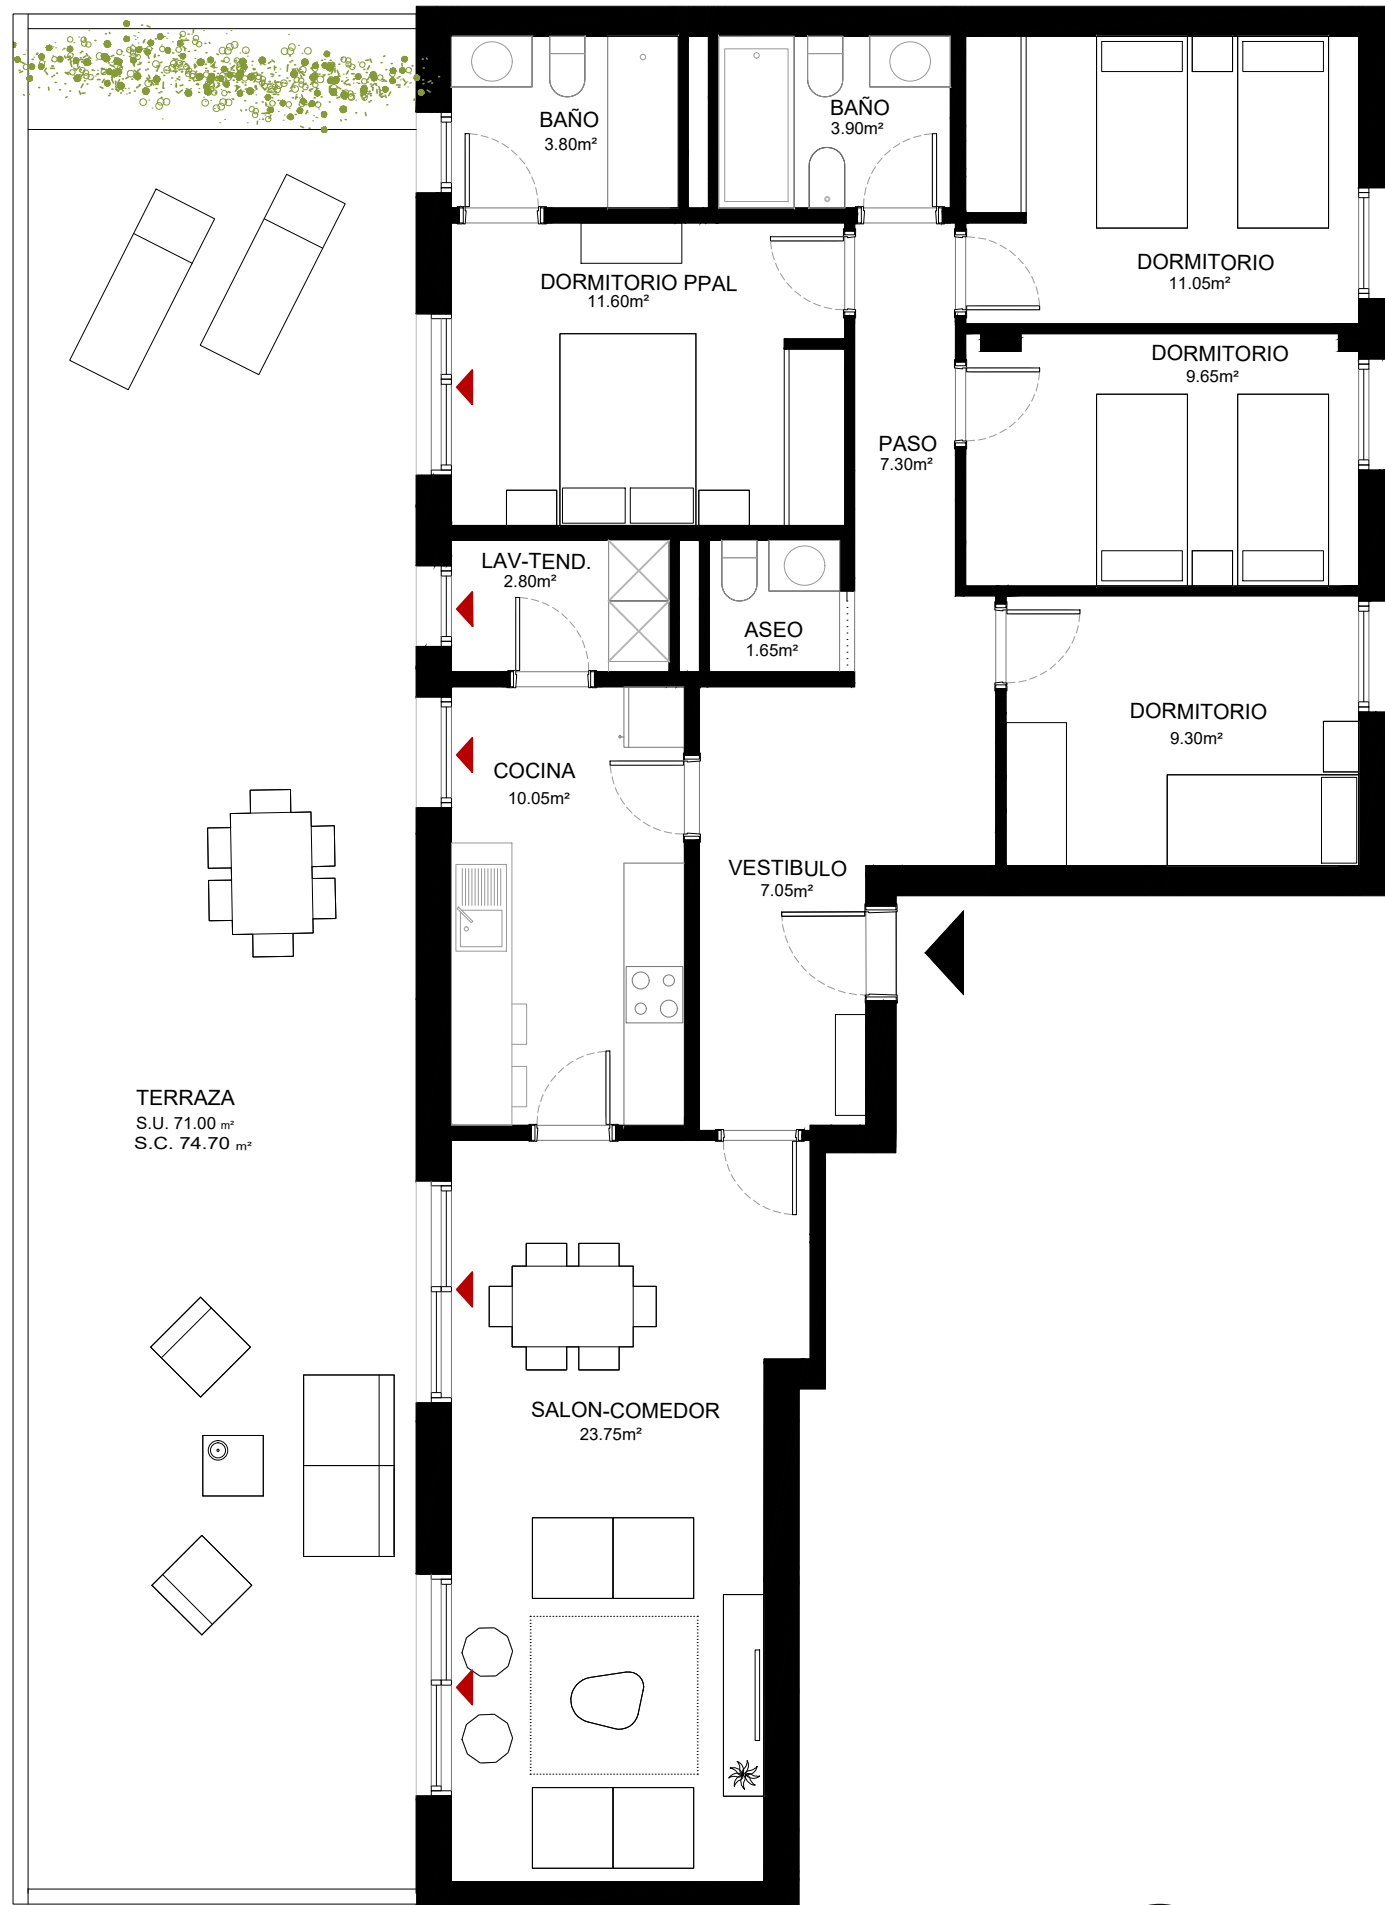 BAÑO
3.80m²
BAÑO
3.90m²
DORMITORIO
11.05m²
DORMITORIO PPAL
11.60m²
DORMITORIO
9.65m²
PASO
7.30m²
LAV-TEND.
2.80m²
ASEO
1.65m²
DORMITORIO
9.30m²
COCINA
10.05m²
VESTIBULO
7.05m²
TERRAZA
S.U. 71.00 m²
S.C. 74.70 m²
SALON-COMEDOR
23.75m²